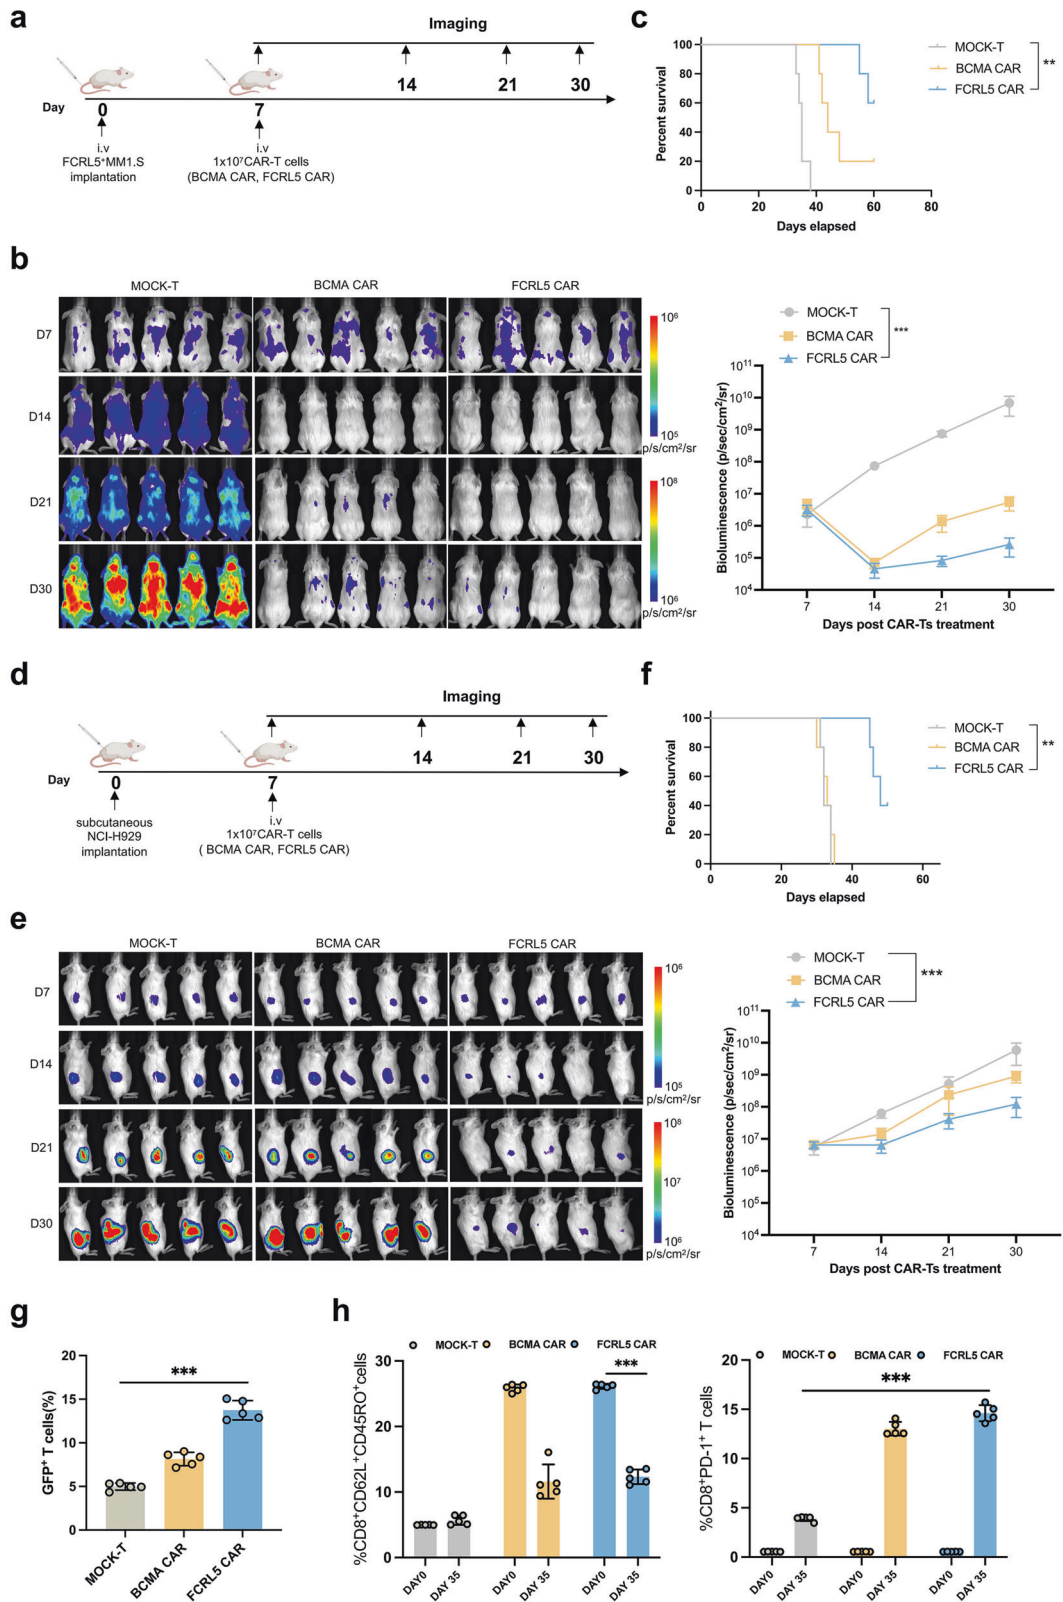 a
Imaging
14
21
30
Day
0
7
i.v
FCRL5⁺MM1.S
implantation
i.v
1x10⁷CAR-T cells
(BCMA CAR, FCRL5 CAR)
c
Percent survival
100
80
60
40
20
0
0
20
40
60
80
Days elapsed
MOCK-T
BCMA CAR
FCRL5 CAR
**
b
MOCK-T
BCMA CAR
FCRL5 CAR
D7
D14
D21
D30
10⁶
10⁵
p/s/cm²/sr
10⁸
10⁶
p/s/cm²/sr
MOCK-T
BCMA CAR
FCRL5 CAR
***
Bioluminescence (p/sec/cm²/sr)
10¹¹
10¹⁰
10⁹
10⁸
10⁷
10⁶
10⁵
10⁴
7
14
21
30
Days post CAR-Ts treatment
d
Imaging
14
21
30
Day
0
7
subcutaneous
NCI-H929
implantation
i.v
1x10⁷CAR-T cells
( BCMA CAR, FCRL5 CAR)
f
Percent survival
100
80
60
40
20
0
0
20
40
60
Days elapsed
MOCK-T
BCMA CAR
FCRL5 CAR
**
e
MOCK-T
BCMA CAR
FCRL5 CAR
D7
D14
D21
D30
10⁶
10⁵
p/s/cm²/sr
10⁸
10⁷
10⁶
p/s/cm²/sr
MOCK-T
BCMA CAR
FCRL5 CAR
***
Bioluminescence (p/sec/cm²/sr)
10¹¹
10¹⁰
10⁹
10⁸
10⁷
10⁶
10⁵
10⁴
7
14
21
30
Days post CAR-Ts treatment
g
GFP⁺ T cells(%)
20
15
10
5
0
***
MOCK-T
BCMA CAR
FCRL5 CAR
h
MOCK-T
BCMA CAR
FCRL5 CAR
%CD8⁺CD62L⁺CD45RO⁺cells
30
20
10
0
***
DAY0
DAY 35
DAY0
DAY 35
DAY0
DAY 35
MOCK-T
BCMA CAR
FCRL5 CAR
%CD8⁺PD-1⁺ T cells
20
15
10
5
0
***
DAY0
DAY 35
DAY0
DAY 35
DAY0
DAY 35